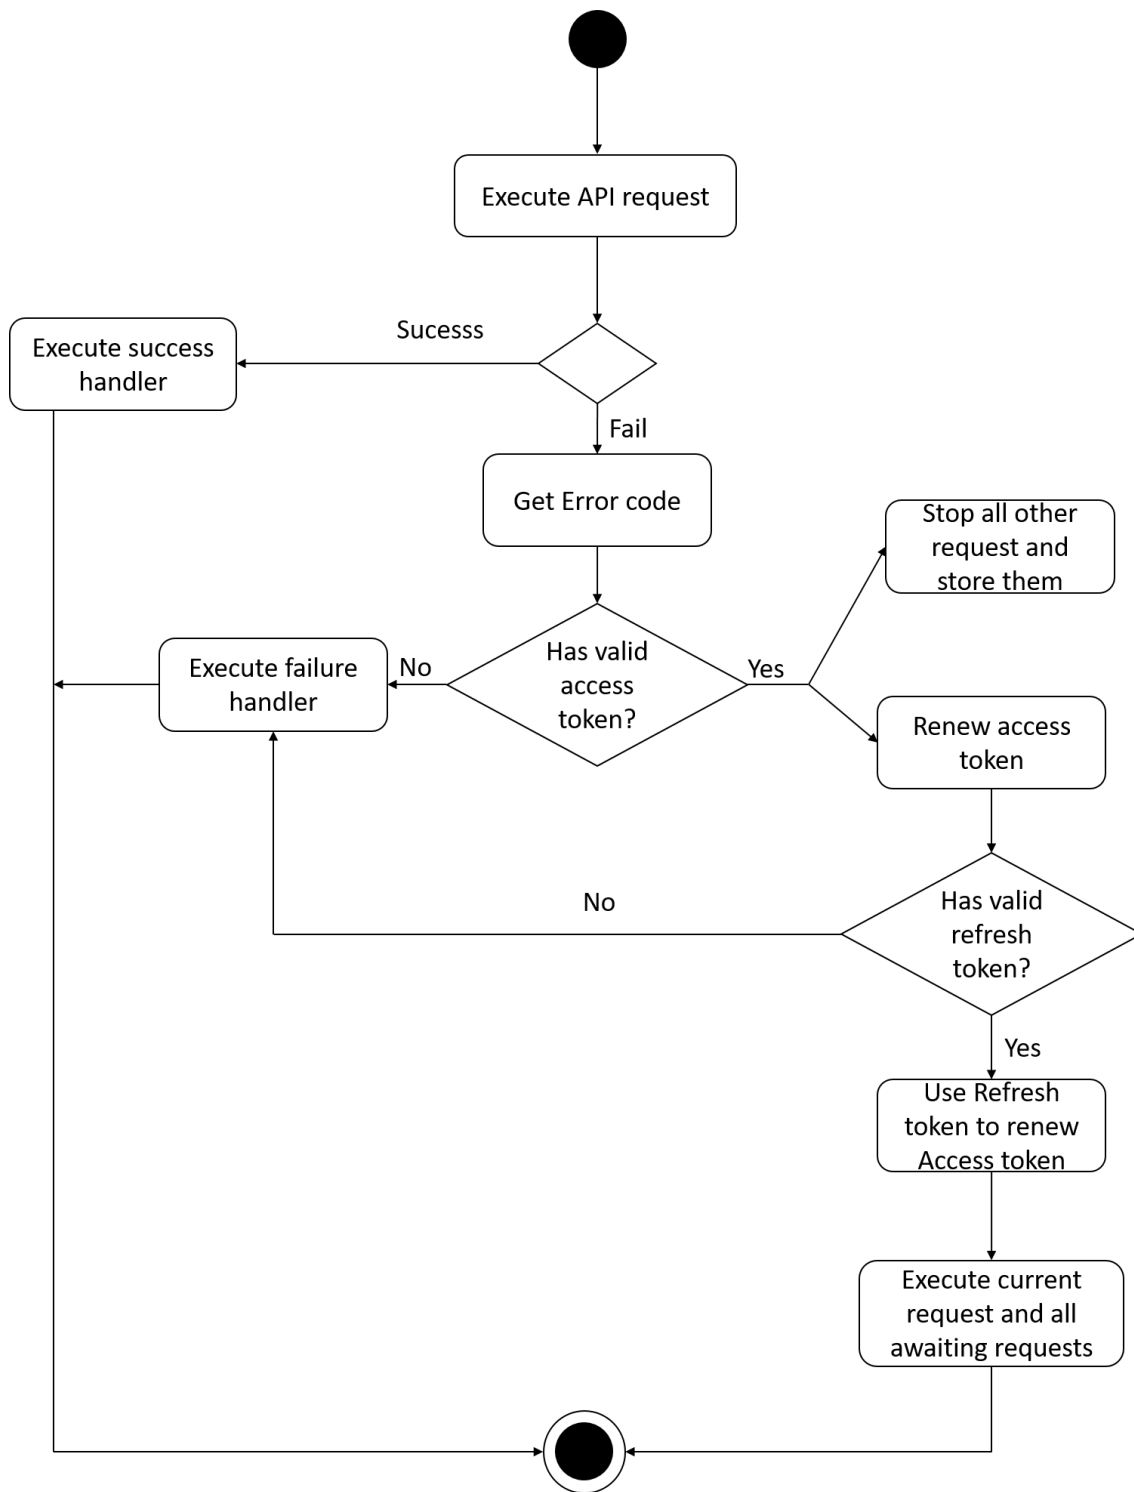 Execute API request
Sucesss
Execute success
handler
Fail
Get Error code
Stop all other
request and
store them
Has valid
access
token?
No
Yes
Execute failure
handler
Renew access
token
No
Has valid
refresh
token?
Yes
Use Refresh
token to renew
Access token
Execute current
request and all
awaiting requests